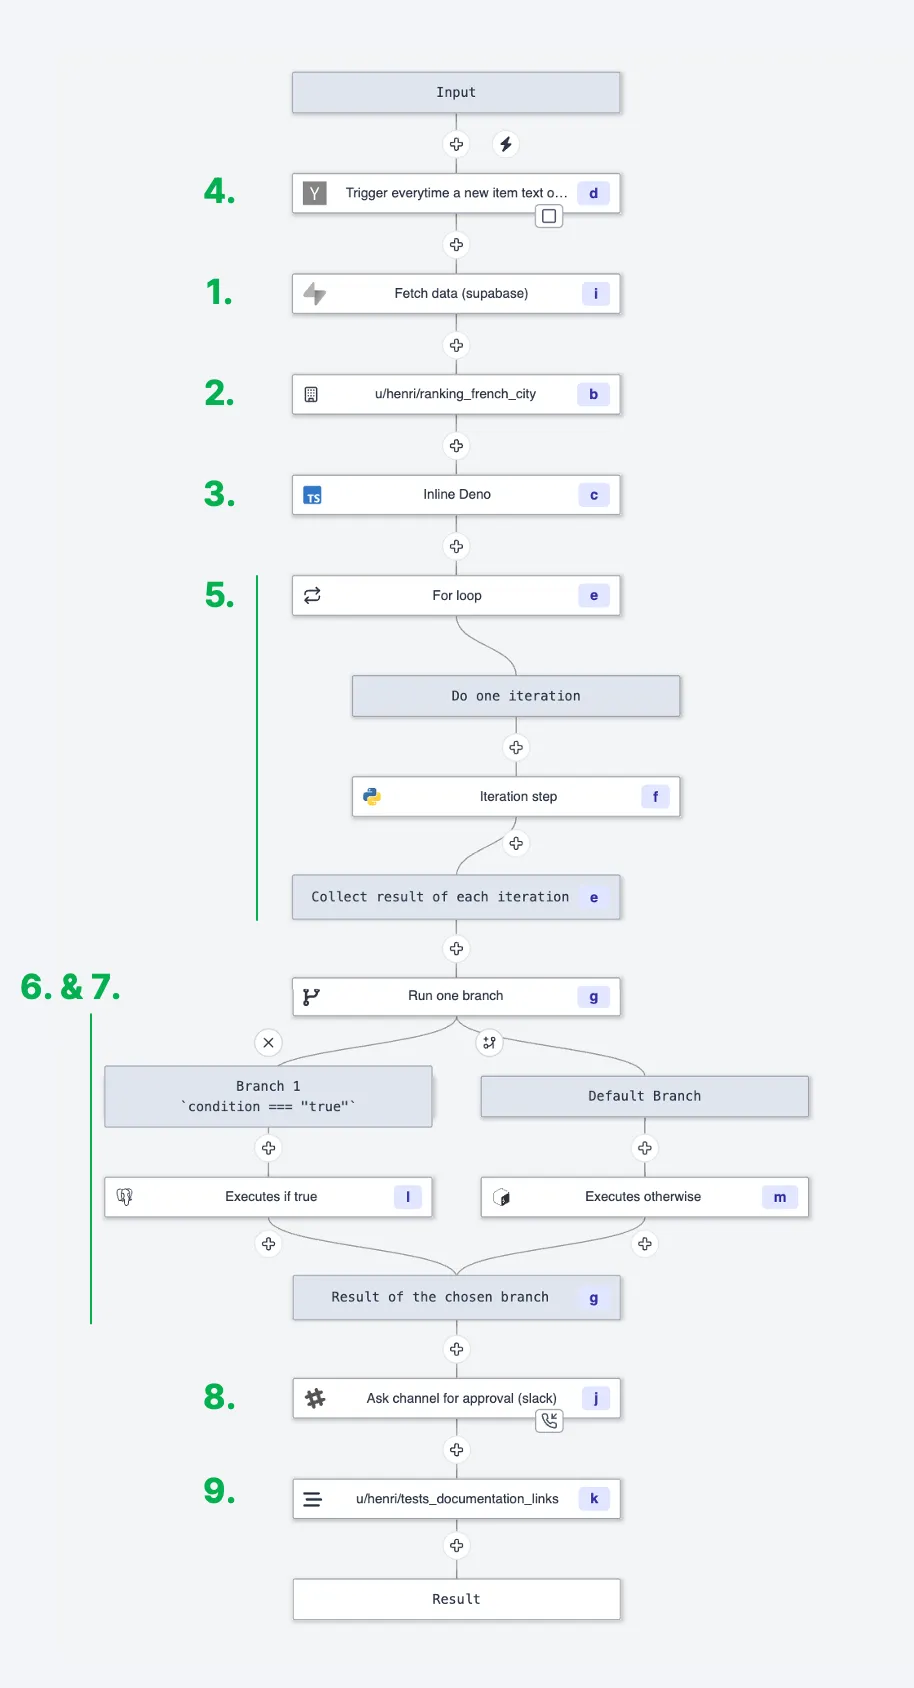 Input
4.
Y
Trigger everytime a new item text o...
d
1.
Fetch data (supabase)
i
2.
u/henri/ranking_french_city
b
3.
TS
Inline Deno
c
5.
For loop
e
Do one iteration
Iteration step
f
Collect result of each iteration
e
6. & 7.
Run one branch
g
Branch 1
`condition === "true"`
Default Branch
Executes if true
l
Executes otherwise
m
Result of the chosen branch
g
8.
Ask channel for approval (slack)
j
9.
u/henri/tests_documentation_links
k
Result